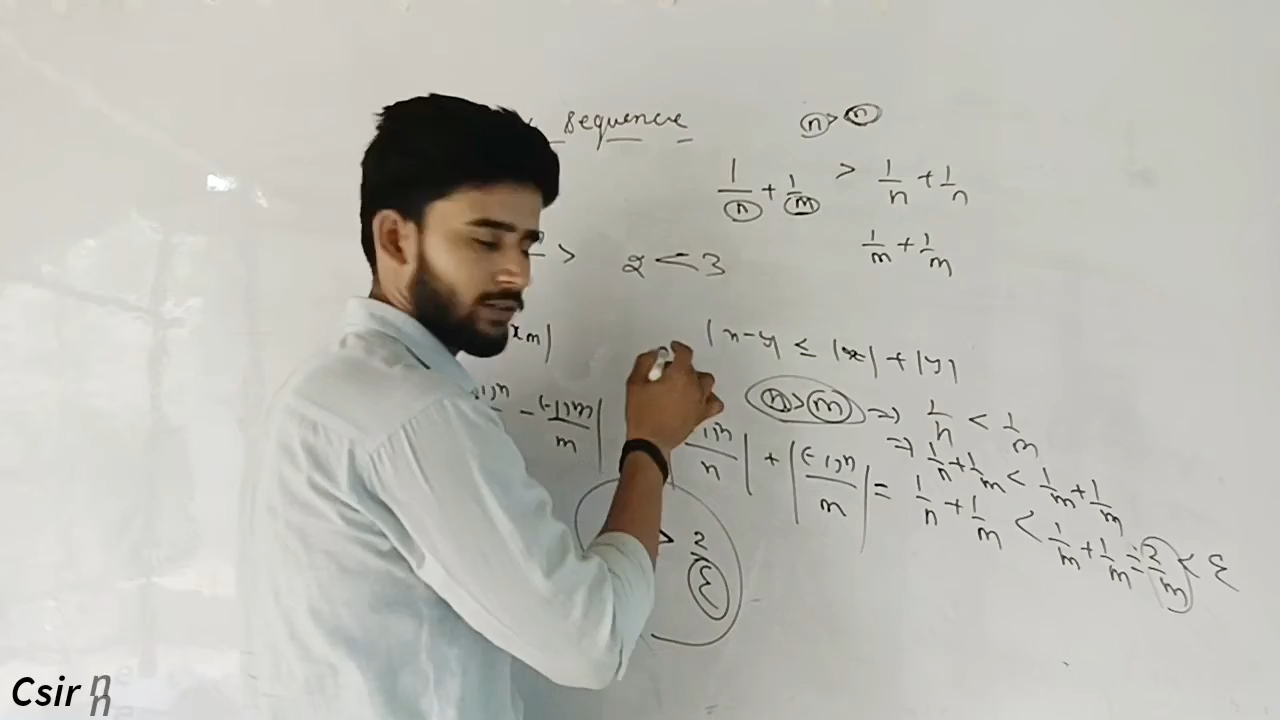 sequence
n > n
1/n + 1/m > 1/n + 1/n
1/m + 1/m
>
2 < 3
xm|
|x-y| ≤ |x| + |y|
n>m ⇒ 1/n < 1/m
⇒ 1/n + 1/m < 1/m + 1/m
- (-1)m/m| + |(-1)n/m| = 1/n + 1/m < 1/m + 1/m = 2/m < ε
> 2/ε
Csir